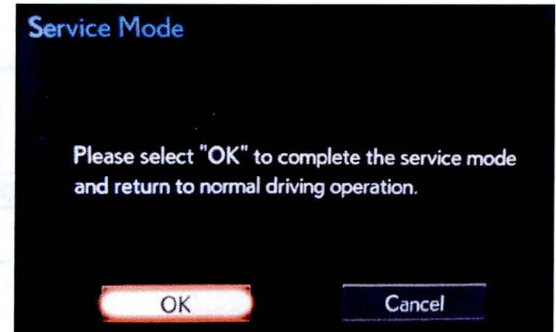 Service Mode
Please select "OK" to complete the service mode
and return to normal driving operation.
OK
Cancel